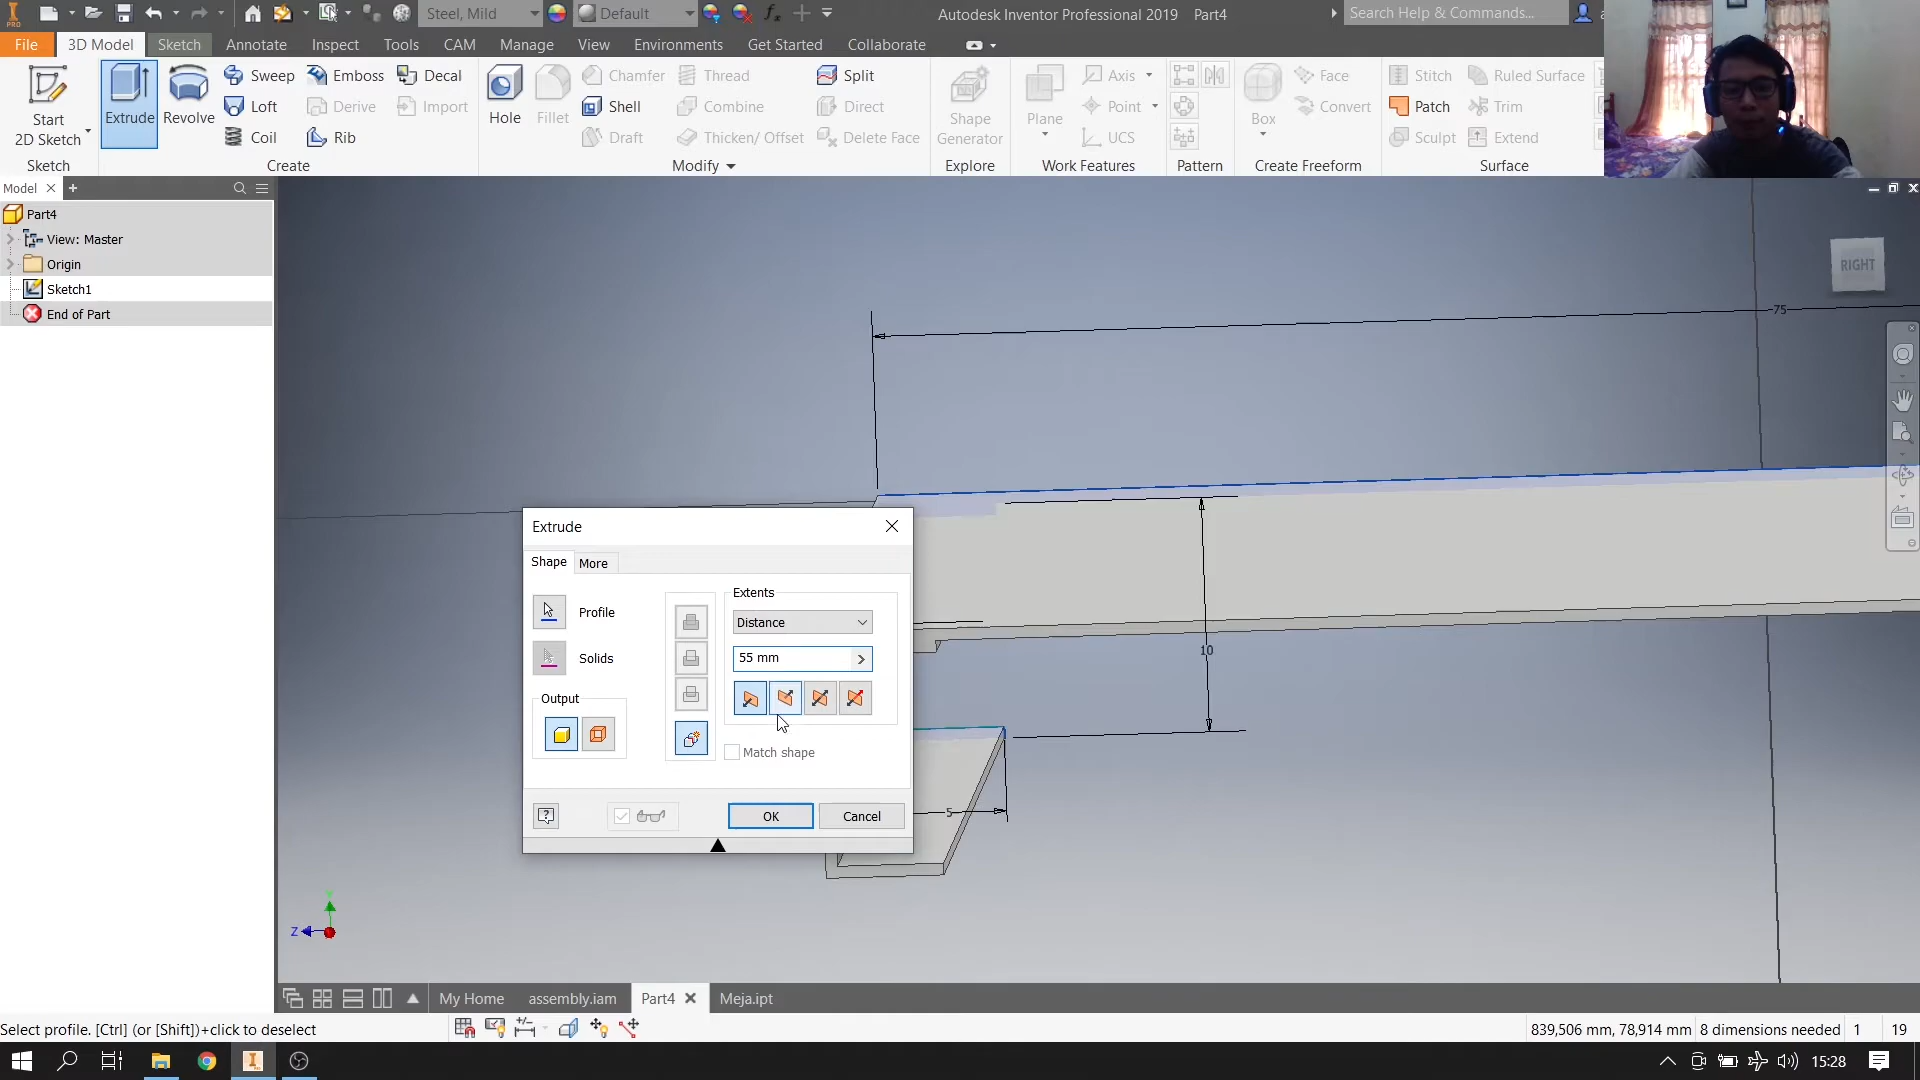 Steel, Mild
Default
Autodesk Inventor Professional 2019 Part4
Search Help & Commands...
File
3D Model
Sketch
Annotate
Inspect
Tools
CAM
Manage
View
Environments
Get Started
Collaborate
Start
2D Sketch
Sketch
Extrude
Revolve
Sweep
Loft
Coil
Emboss
Derive
Rib
Decal
Import
Create
Hole
Fillet
Chamfer
Shell
Draft
Thread
Combine
Thicken/ Offset
Split
Direct
Delete Face
Modify
Shape
Generator
Explore
Plane
Axis
Point
UCS
Work Features
Pattern
Box
Face
Convert
Create Freeform
Stitch
Patch
Sculpt
Ruled Surface
Trim
Extend
Surface
Model
Part4
View: Master
Origin
Sketch1
End of Part
RIGHT
75
10
5
Extrude
Shape
More
Profile
Solids
Output
Extents
Distance
55 mm
Match shape
OK
Cancel
Y
Z
My Home
assembly.iam
Part4
Meja.ipt
Select profile. [Ctrl] (or [Shift])+click to deselect
839,506 mm, 78,914 mm
8 dimensions needed
1
19
15:28